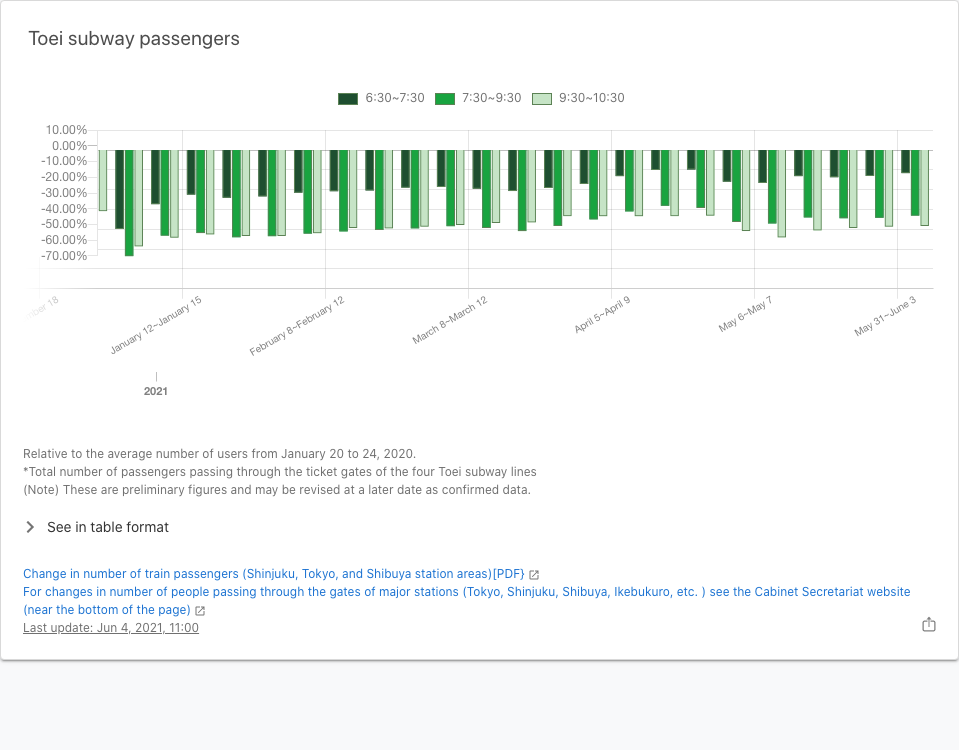 Toei subway passengers
6:30~7:30 7:30~9:30 9:30~10:30
10.00%
0.00%
-10.00%
-20.00%
-30.00%
-40.00%
-50.00%
-60.00%
-70.00%
ber 18
January 12~January 15
February 8~February 12
March 8~March 12
April 5~April 9
May 6~May 7
May 31~June 3
2021
Relative to the average number of users from January 20 to 24, 2020.
*Total number of passengers passing through the ticket gates of the four Toei subway lines
(Note) These are preliminary figures and may be revised at a later date as confirmed data.
See in table format
Change in number of train passengers (Shinjuku, Tokyo, and Shibuya station areas)[PDF}
For changes in number of people passing through the gates of major stations (Tokyo, Shinjuku, Shibuya, Ikebukuro, etc. ) see the Cabinet Secretariat website
(near the bottom of the page)
Last update: Jun 4, 2021, 11:00